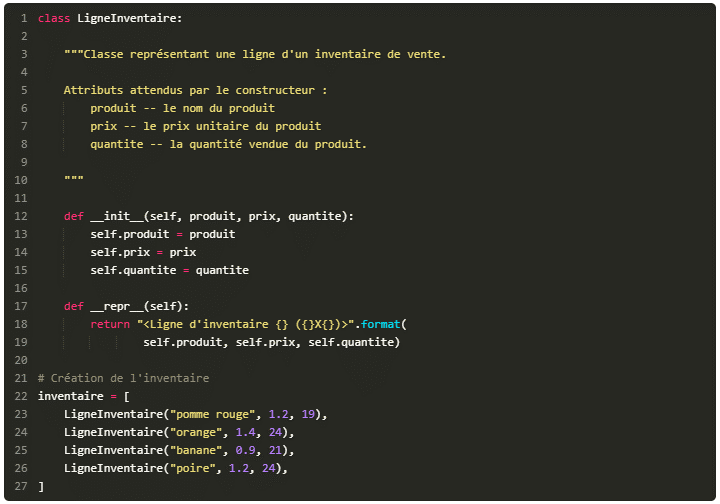 1 class LigneInventaire:
2
3     """Classe représentant une ligne d'un inventaire de vente.
4
5     Attributs attendus par le constructeur :
6         produit -- le nom du produit
7         prix -- le prix unitaire du produit
8         quantite -- la quantité vendue du produit.
9
10     """
11
12     def __init__(self, produit, prix, quantite):
13         self.produit = produit
14         self.prix = prix
15         self.quantite = quantite
16
17     def __repr__(self):
18         return "<Ligne d'inventaire {} ({}X{})>".format(
19                 self.produit, self.prix, self.quantite)
20
21 # Création de l'inventaire
22 inventaire = [
23     LigneInventaire("pomme rouge", 1.2, 19),
24     LigneInventaire("orange", 1.4, 24),
25     LigneInventaire("banane", 0.9, 21),
26     LigneInventaire("poire", 1.2, 24),
27 ]